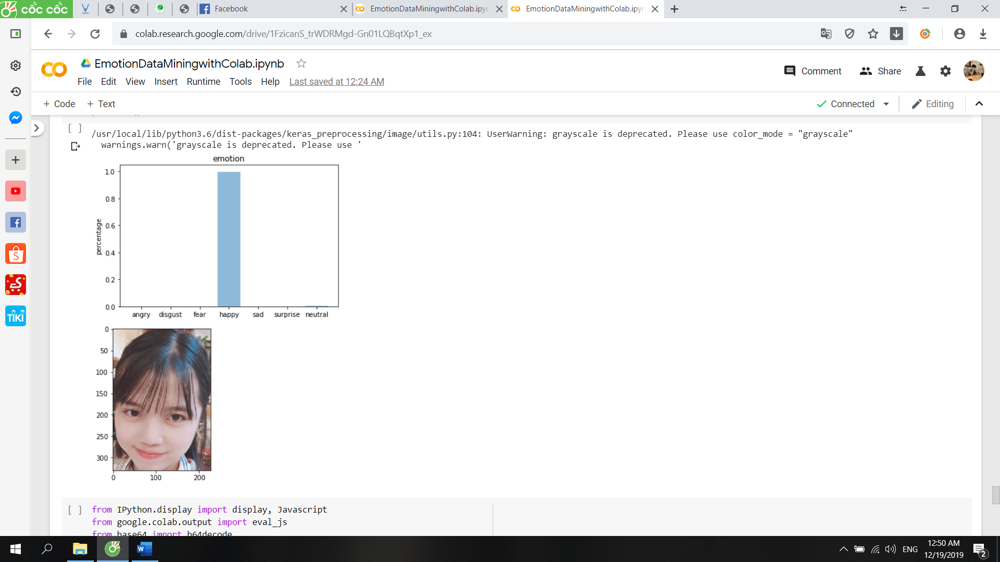 cốc cốc
Facebook
EmotionDataMiningwithColab.ipyn
EmotionDataMiningwithColab.ipyn
colab.research.google.com/drive/1FzicanS_trWDRMgd-Gn01LQBqtXp1_ex
EmotionDataMiningwithColab.ipynb
Comment
Share
File Edit View Insert Runtime Tools Help Last saved at 12:24 AM
+ Code + Text
Connected
Editing
[ ]
/usr/local/lib/python3.6/dist-packages/keras_preprocessing/image/utils.py:104: UserWarning: grayscale is deprecated. Please use color_mode = "grayscale"
warnings.warn('grayscale is deprecated. Please use '
emotion
1.0
0.8
0.6
0.4
0.2
0.0
percentage
angry disgust fear happy sad surprise neutral
0
50
100
150
200
250
300
0 100 200
TIKI
[ ] from IPython.display import display, Javascript
from google.colab.output import eval_js
from base64 import b64decode
ENG
12:50 AM
12/19/2019
2